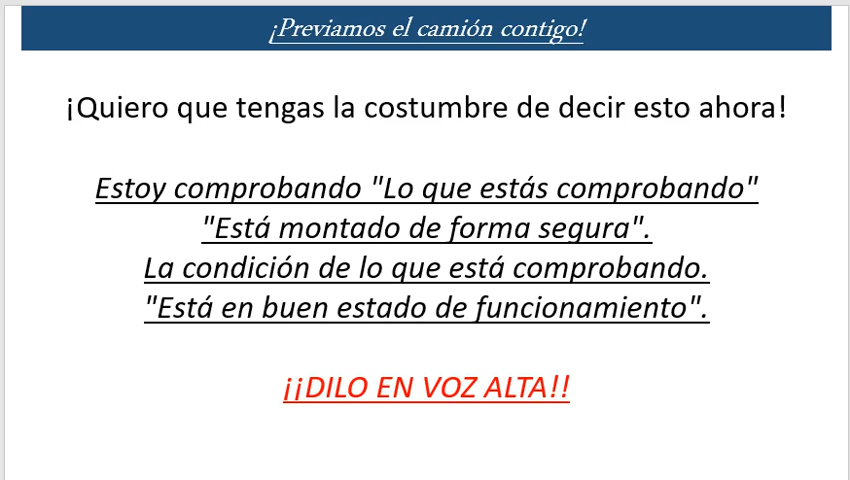 ¡Previamos el camión contigo!
¡Quiero que tengas la costumbre de decir esto ahora!
Estoy comprobando "Lo que estás comprobando"
"Está montado de forma segura".
La condición de lo que está comprobando.
"Está en buen estado de funcionamiento".
¡¡DILO EN VOZ ALTA!!